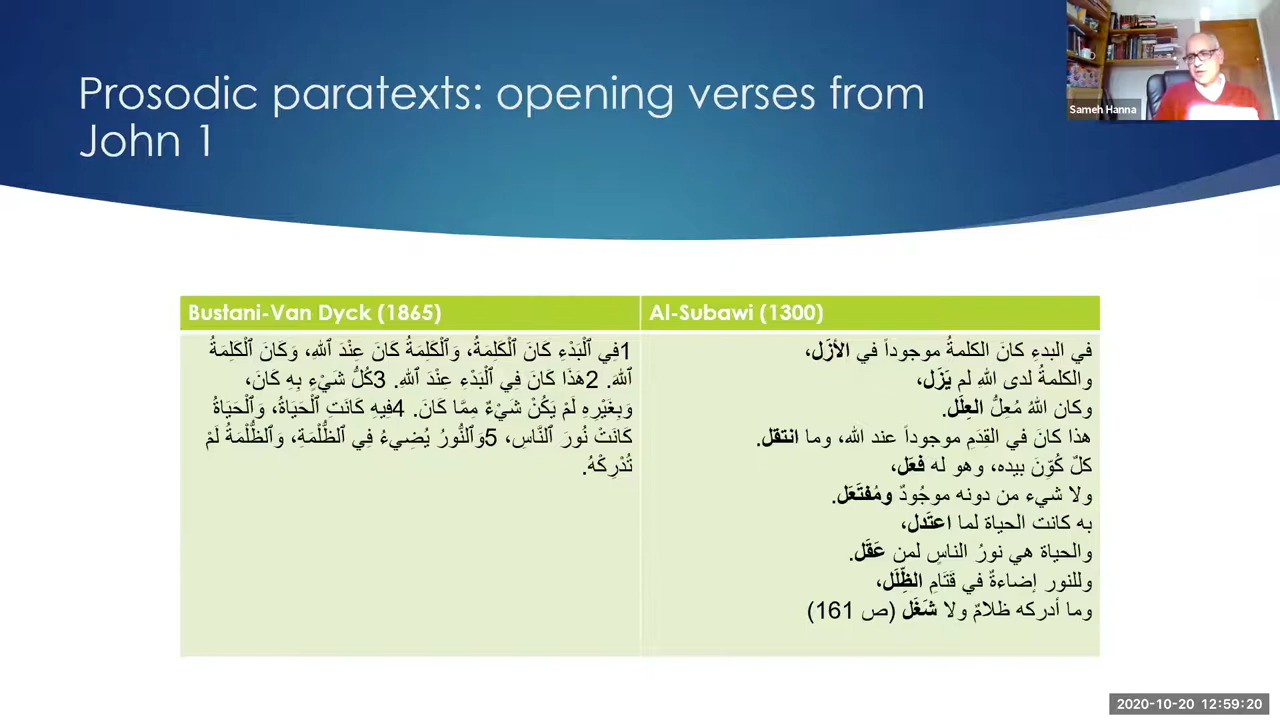 Prosodic paratexts: opening verses from
John 1
Sameh Hanna
Bustani-Van Dyck (1865)
1فِي ٱلْبَدْءِ كَانَ ٱلْكَلِمَةُ، وَٱلْكَلِمَةُ كَانَ عِنْدَ ٱللهِ، وَكَانَ ٱلْكَلِمَةُ
ٱللهَ. 2هَذَا كَانَ فِي ٱلْبَدْءِ عِنْدَ ٱللهِ. 3كُلُّ شَيْءٍ بِهِ كَانَ،
وَبِغَيْرِهِ لَمْ يَكُنْ شَيْءٌ مِمَّا كَانَ. 4فِيهِ كَانَتِ ٱلْحَيَاةُ، وَٱلْحَيَاةُ
كَانَتْ نُورَ ٱلنَّاسِ، 5وَٱلنُّورُ يُضِيءُ فِي ٱلظُّلْمَةِ، وَٱلظُّلْمَةُ لَمْ
تُدْرِكْهُ.
Al-Subawi (1300)
في البدءِ كانَ الكلمةُ موجوداً في الأزَل،
والكلمةُ لدى اللهِ لم يَزَل،
وكان اللهُ مُعِلُّ العِلَل.
هذا كانَ في القِدَمِ موجوداً عند الله، وما انتقل.
كلٌ كُوّنَ بيده، وهو له فعَل،
ولا شيء من دونه موجُودٌ ومُفتَعَل.
به كانت الحياة لما اعتَدل،
والحياة هي نورُ الناسِ لمن عَقَل.
وللنور إضاءةٌ في قَتَامِ الظِّلَل،
وما أدركه ظلامٌ ولا شَغَل (ص 161)
2020-10-20 12:59:20